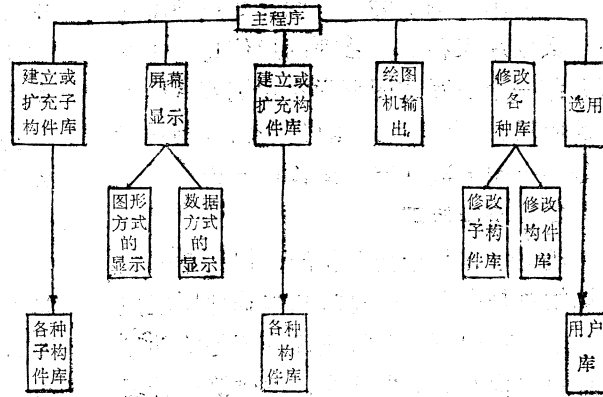 主程序
建立或
扩充子
构件库
屏幕
显示
建立或
扩充构
件库
绘图
机输
出
修改
各
种库
选用
图形
方式
的
显示
数据
方式
的
显示
修改
子构
件库
修改
构件
库
各种
子构
件库
各种
构
件库
用户
库